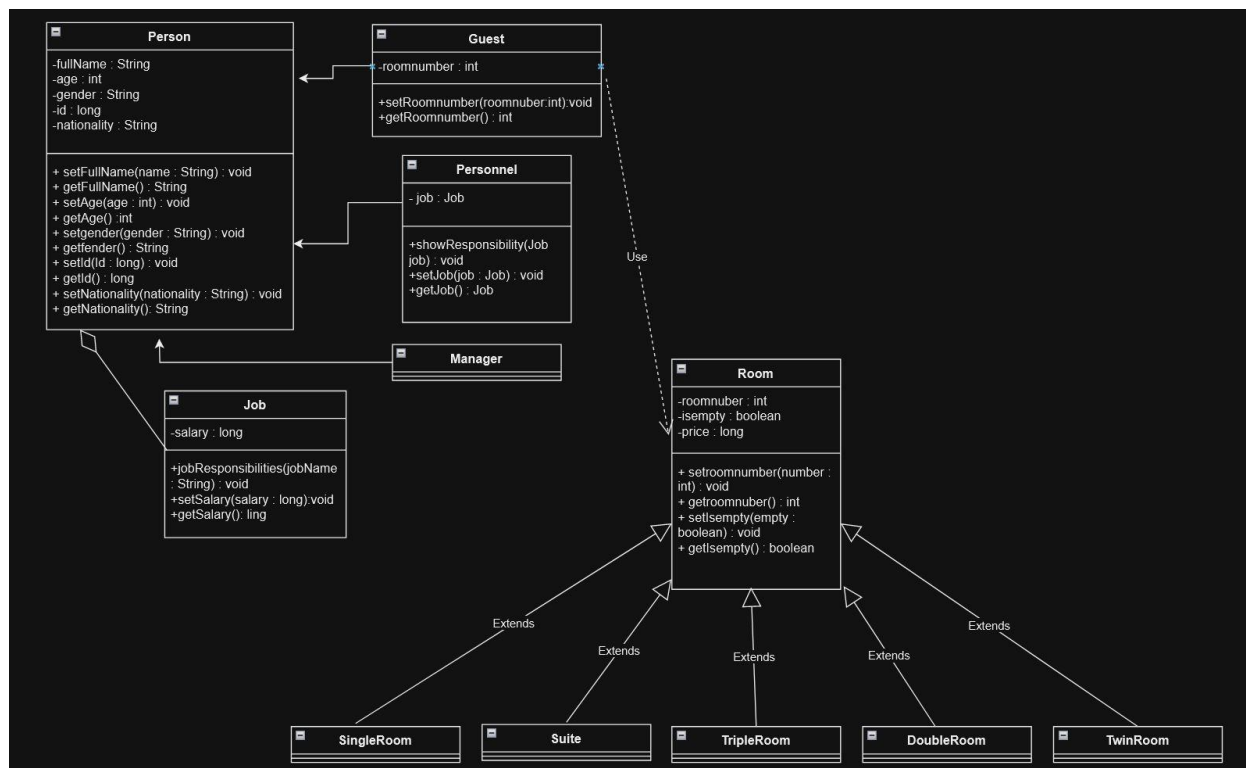 Person
-fullName : String
-age : int
-gender : String
-id : long
-nationality : String
+ setFullName(name : String) : void
+ getFullName() : String
+ setAge(age : int) : void
+ getAge() :int
+ setgender(gender : String) : void
+ getfender() : String
+ setId(Id : long) : void
+ getId() : long
+ setNationality(nationality : String) : void
+ getNationality(): String
Guest
-roomnumber : int
+setRoomnumber(roomnuber:int):void
+getRoomnumber() : int
Personnel
- job : Job
+showResponsibility(Job
job) : void
+setJob(job : Job) : void
+getJob() : Job
Use
Manager
Job
-salary : long
+jobResponsibilities(jobName
: String) : void
+setSalary(salary : long):void
+getSalary(): ling
Room
-roomnuber : int
-isempty : boolean
-price : long
+ setroomnumber(number :
int) : void
+ getroomnuber() : int
+ setIsempty(empty :
boolean) : void
+ getIsempty() : boolean
Extends
Extends
Extends
Extends
Extends
SingleRoom
Suite
TripleRoom
DoubleRoom
TwinRoom